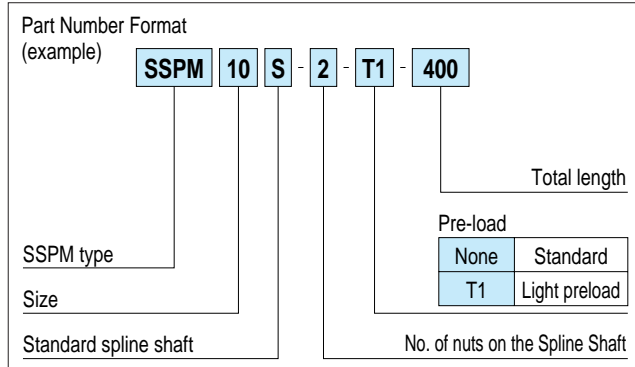 Part Number Format
(example)
SSPM 10 S - 2 - T1 - 400
Total length
Pre-load
None Standard
T1 Light preload
SSPM type
Size
Standard spline shaft
No. of nuts on the Spline Shaft